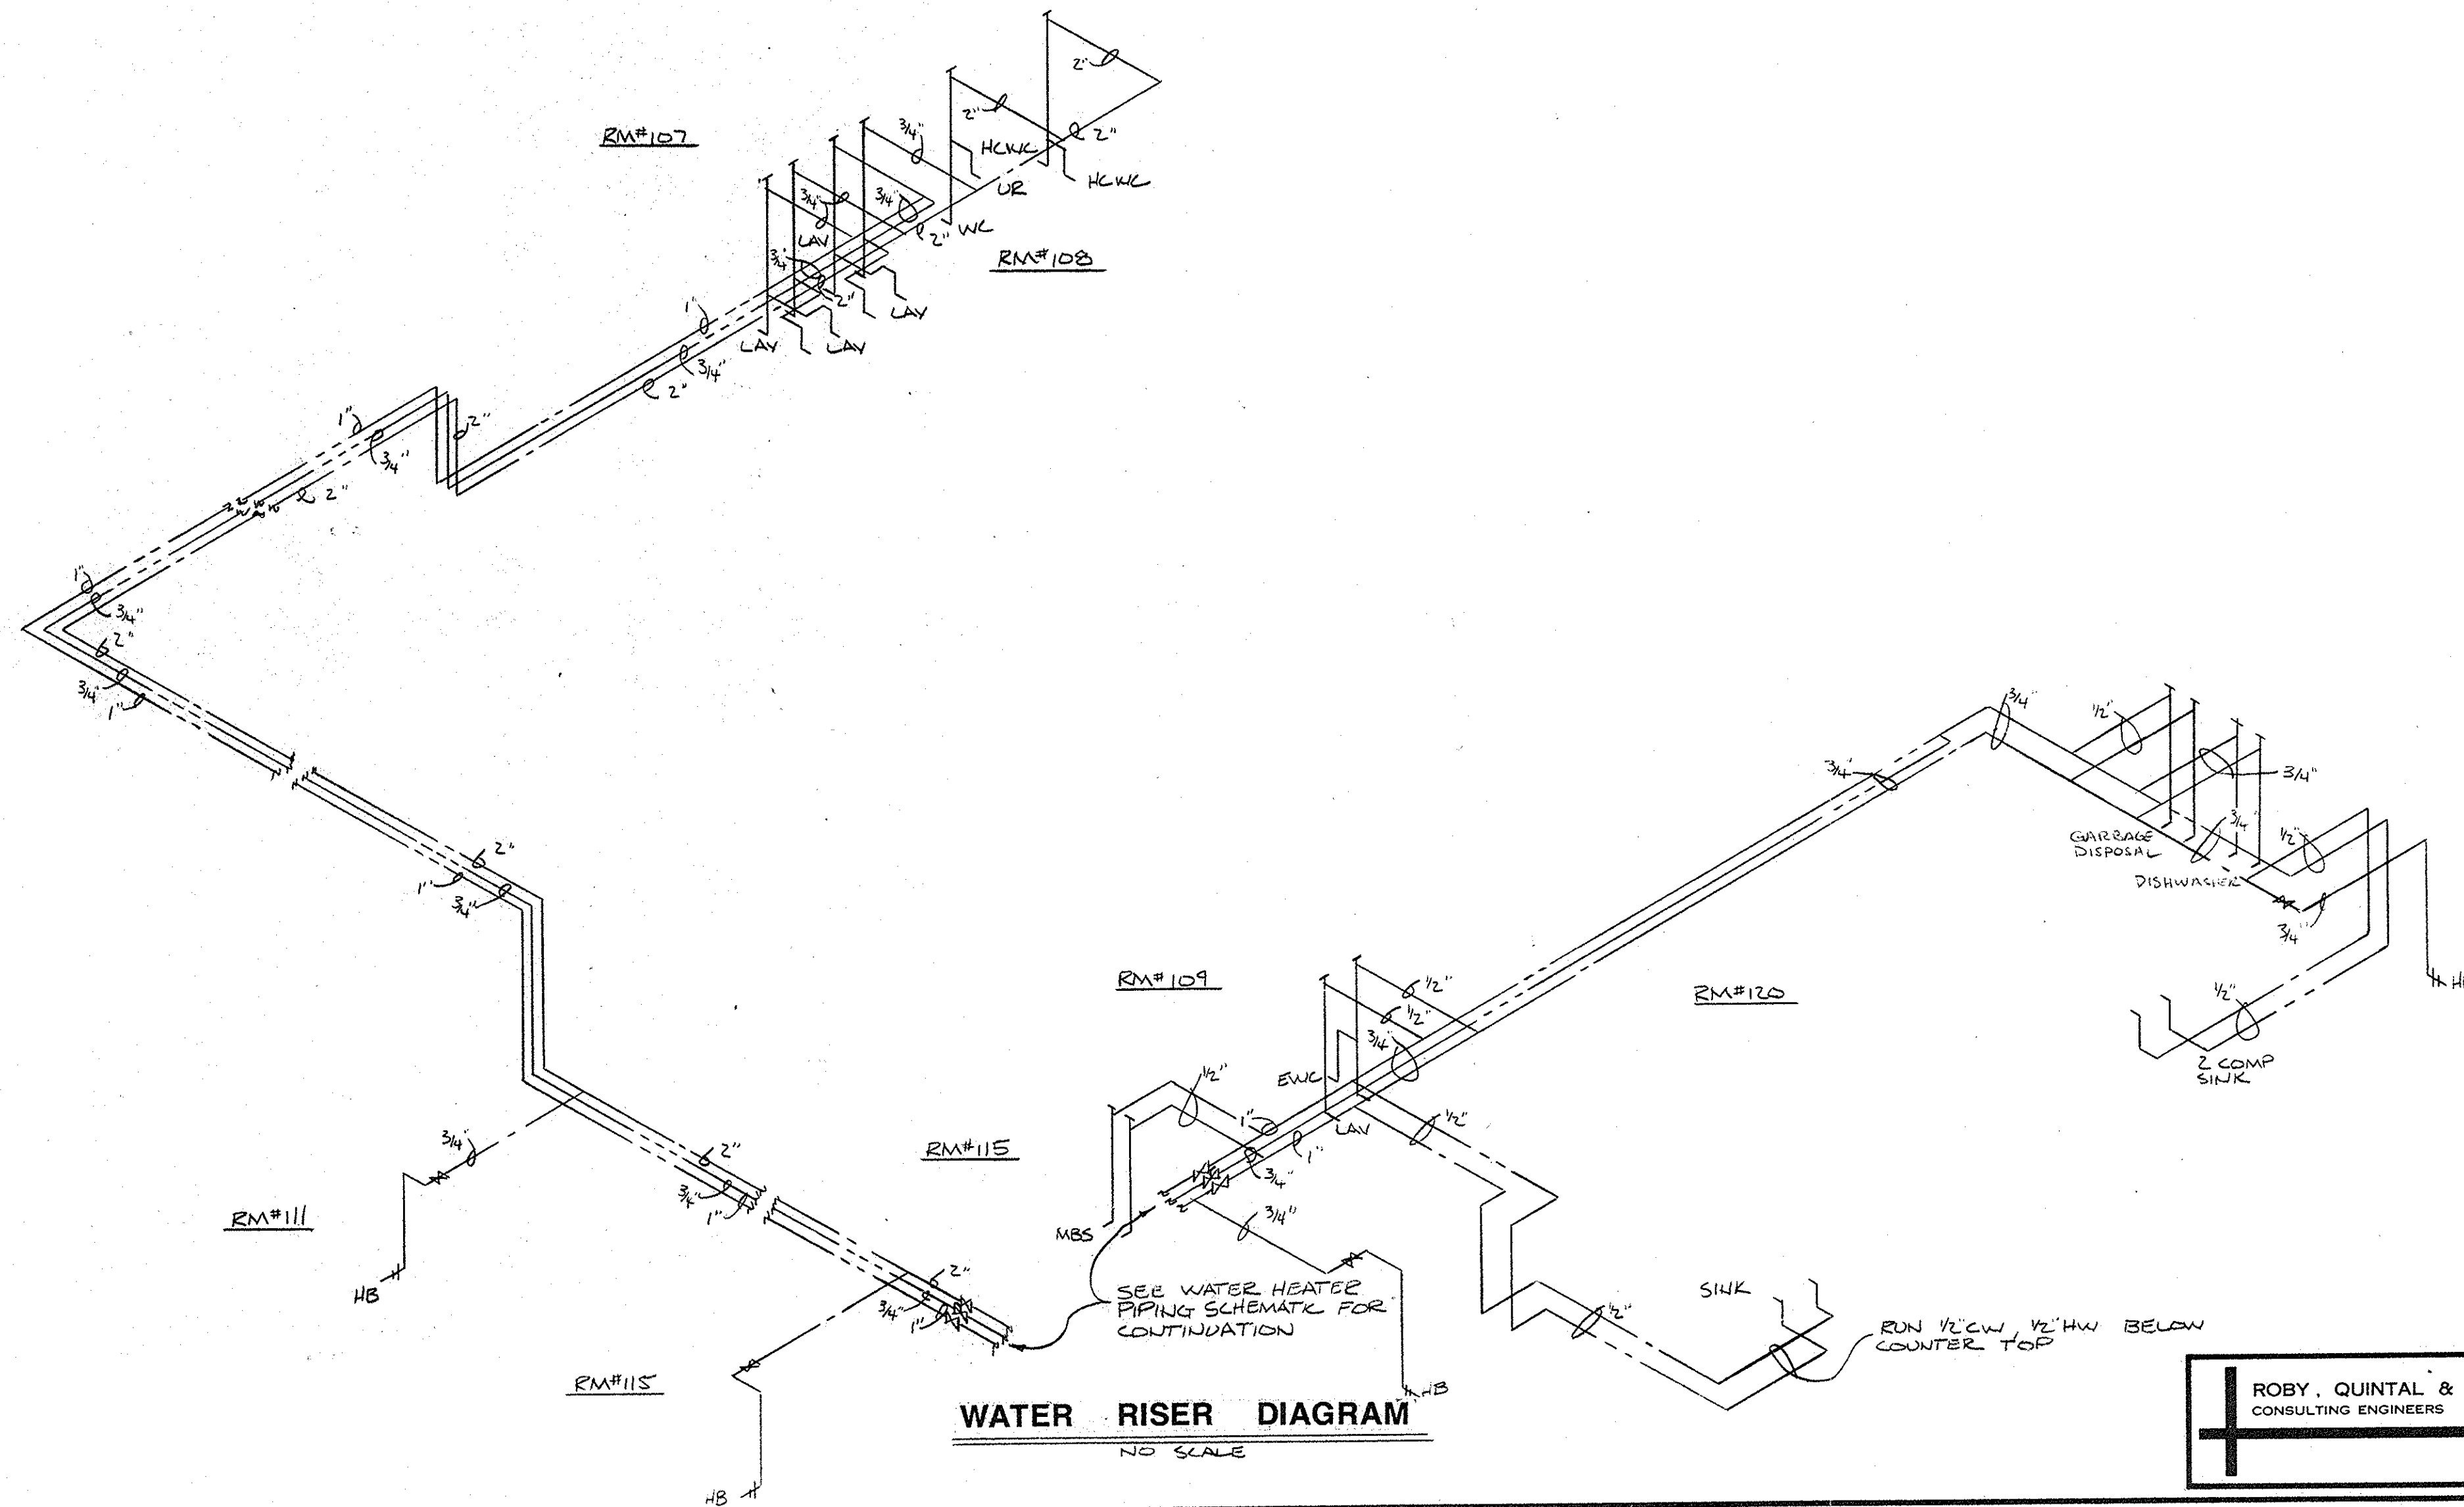 2"
2"
3/4"
HCWC
2"
RM#107
UR
HCWC
3/4"
3/4"
2"
WC
LAV
RM#108
3/4"
2"
LAV
1"
LAV
LAV
3/4"
2"
1"
2"
3/4"
2"
1"
3/4"
2"
3/4"
1"
3/4"
1/2"
3/4"
3/4"
GARBAGE
DISPOSAL
3/4"
1/2"
DISHWASHER
3/4"
2"
1"
3/4"
RM#109
1/2"
1/2"
RM#120
1/2"
3/4"
2 COMP
SINK
EWC
1/2"
1"
LAV
1/2"
3/4"
2"
RM#115
3/4"
1"
3/4"
1"
RM#111
3/4"
MBS
HB
2"
3/4"
1"
SEE WATER HEATER
PIPING SCHEMATIC FOR
CONTINUATION
SINK
1/2"
RUN 1/2"CW, 1/2"HW BELOW
COUNTER TOP
RM#115
HB
WATER RISER DIAGRAM
NO SCALE
HB
ROBY, QUINTAL &
CONSULTING ENGINEERS